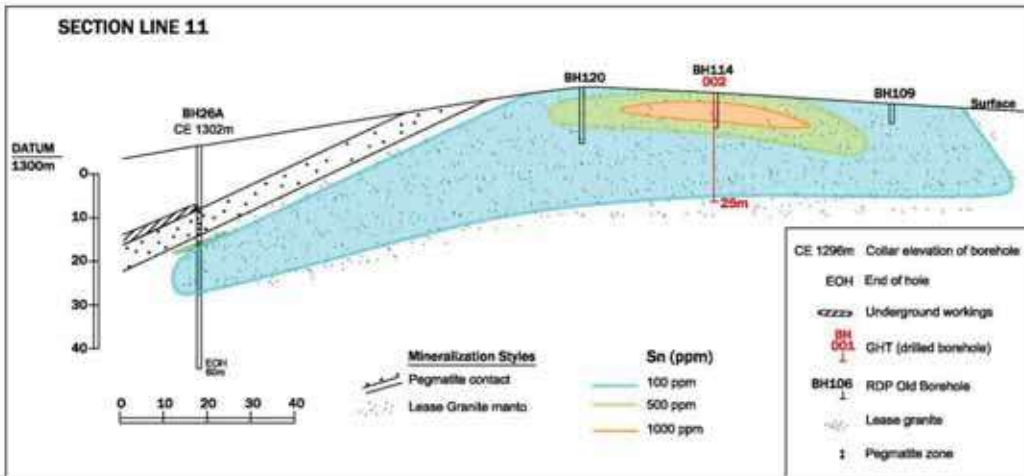 SECTION LINE 11
BH120
BH114
002
BH109
Surface
BH26A
CE 1302m
DATUM
1300m
0
10
20
30
40
25m
EOH
60m
0 10 20 30 40
Mineralization Styles
Pegmatite contact
Lease Granite manto
Sn (ppm)
100 ppm
500 ppm
1000 ppm
CE 1296m Collar elevation of borehole
EOH End of hole
Underground workings
BH
001 GHT (drilled borehole)
BH106 RDP Old Borehole
Lease granite
Pegmatite zone